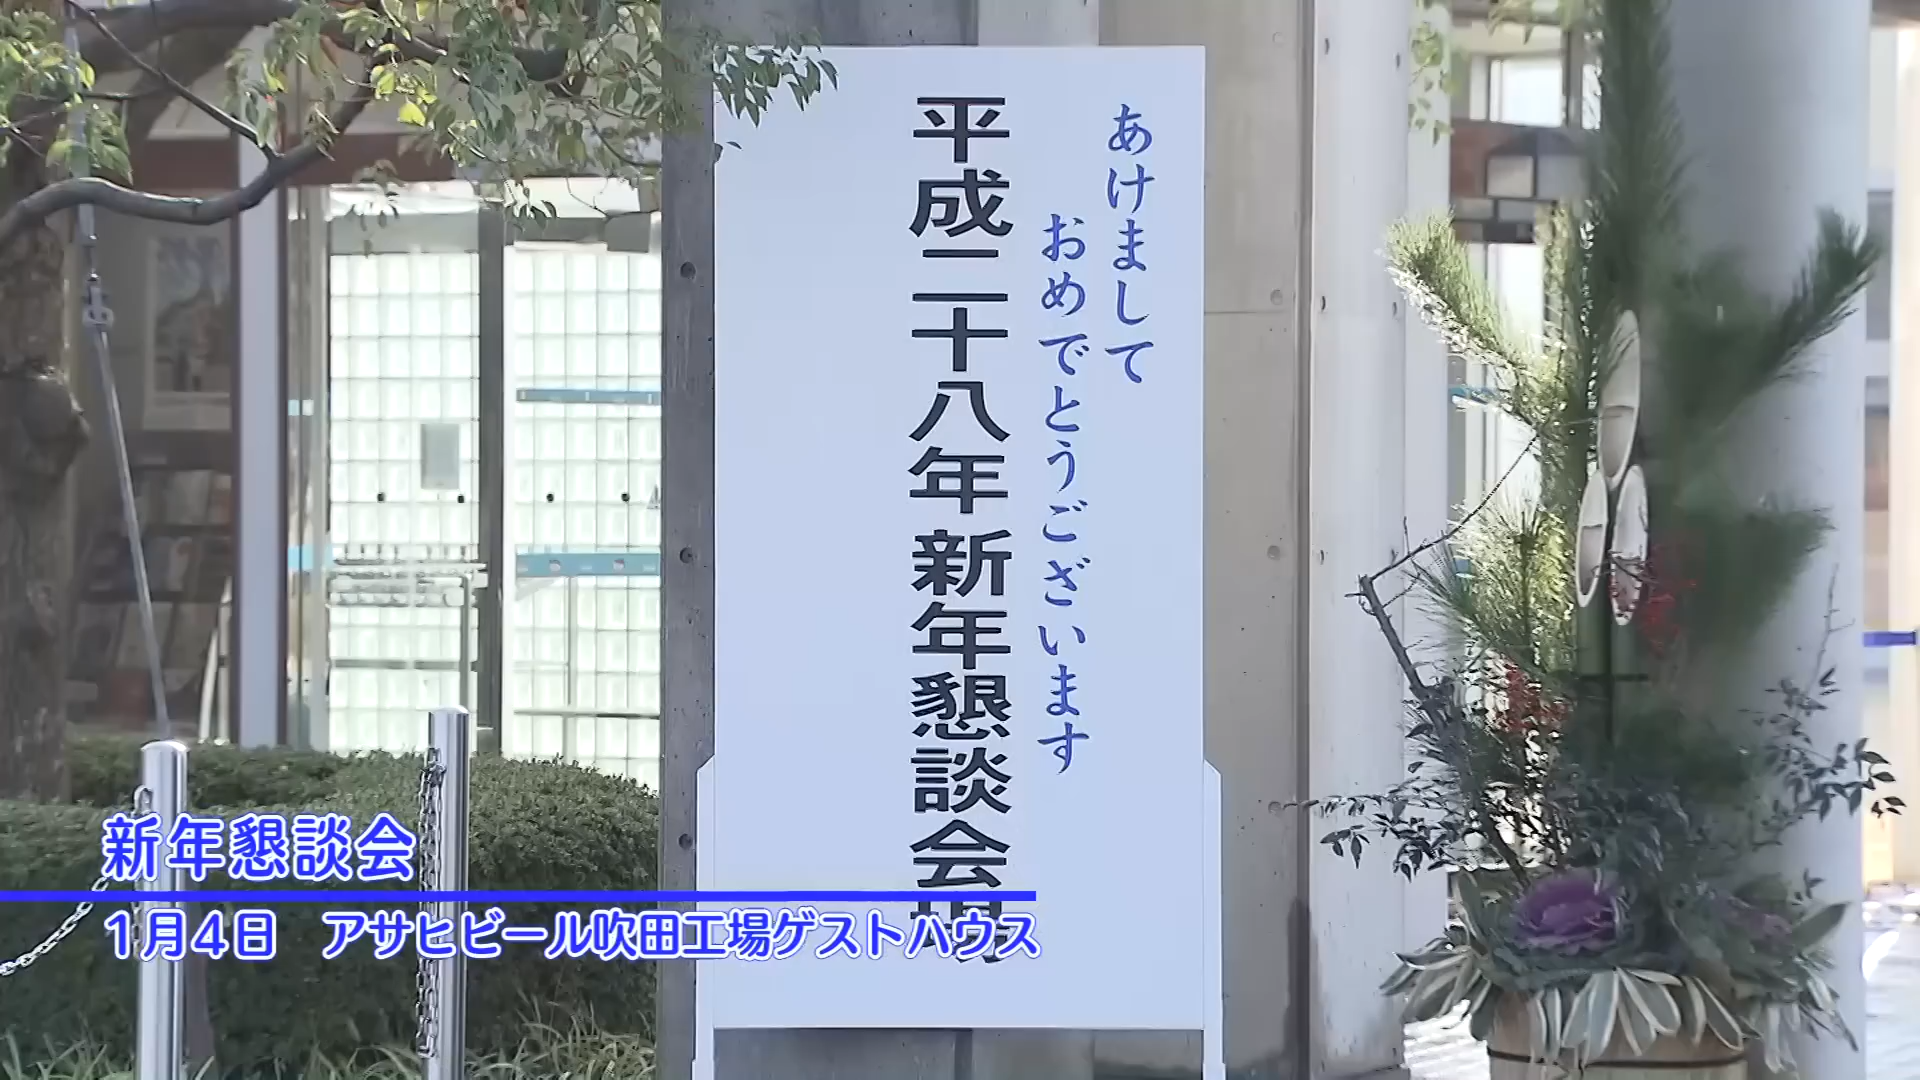 あけまして
おめでとうございます
平成二十八年 新年懇談会場
新年懇談会
1月4日 アサヒビール吹田工場ゲストハウス